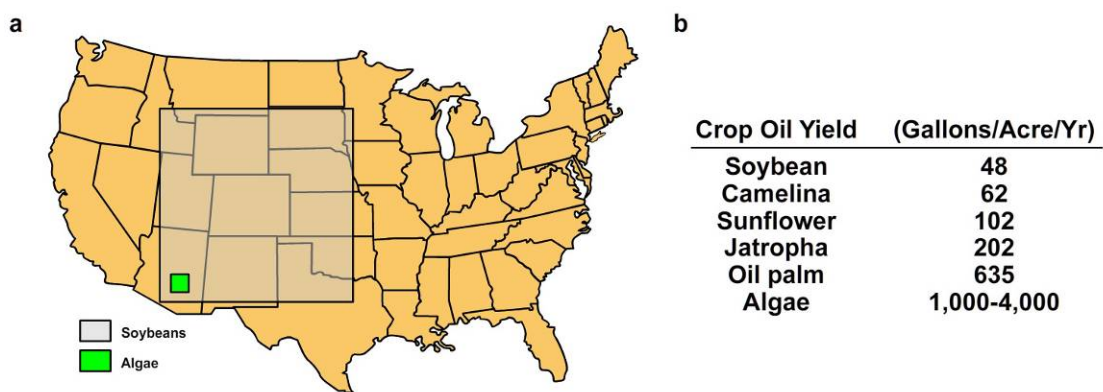 a
Soybeans
Algae
b
Crop Oil Yield (Gallons/Acre/Yr)
Soybean 48
Camelina 62
Sunflower 102
Jatropha 202
Oil palm 635
Algae 1,000-4,000